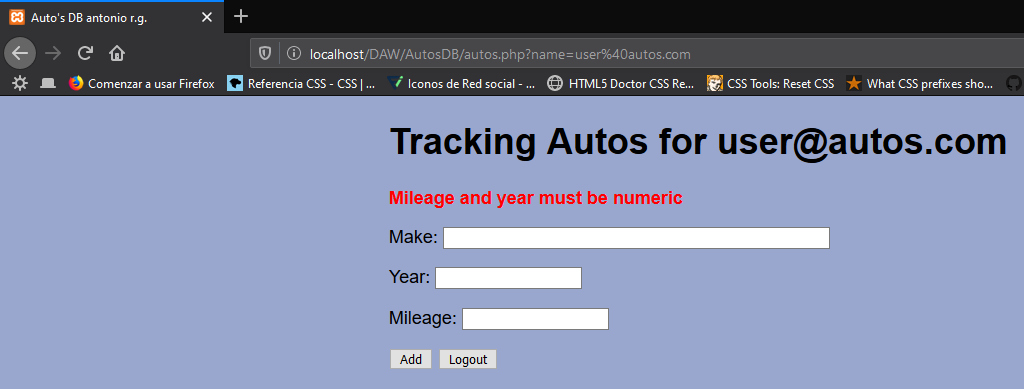 Auto's DB antonio r.g.
localhost/DAW/AutosDB/autos.php?name=user%40autos.com
Comenzar a usar Firefox Referencia CSS - CSS | ... Iconos de Red social - ... HTML5 Doctor CSS Re... CSS Tools: Reset CSS What CSS prefixes sho...
Tracking Autos for user@autos.com
Mileage and year must be numeric
Make:
Year:
Mileage:
Add Logout